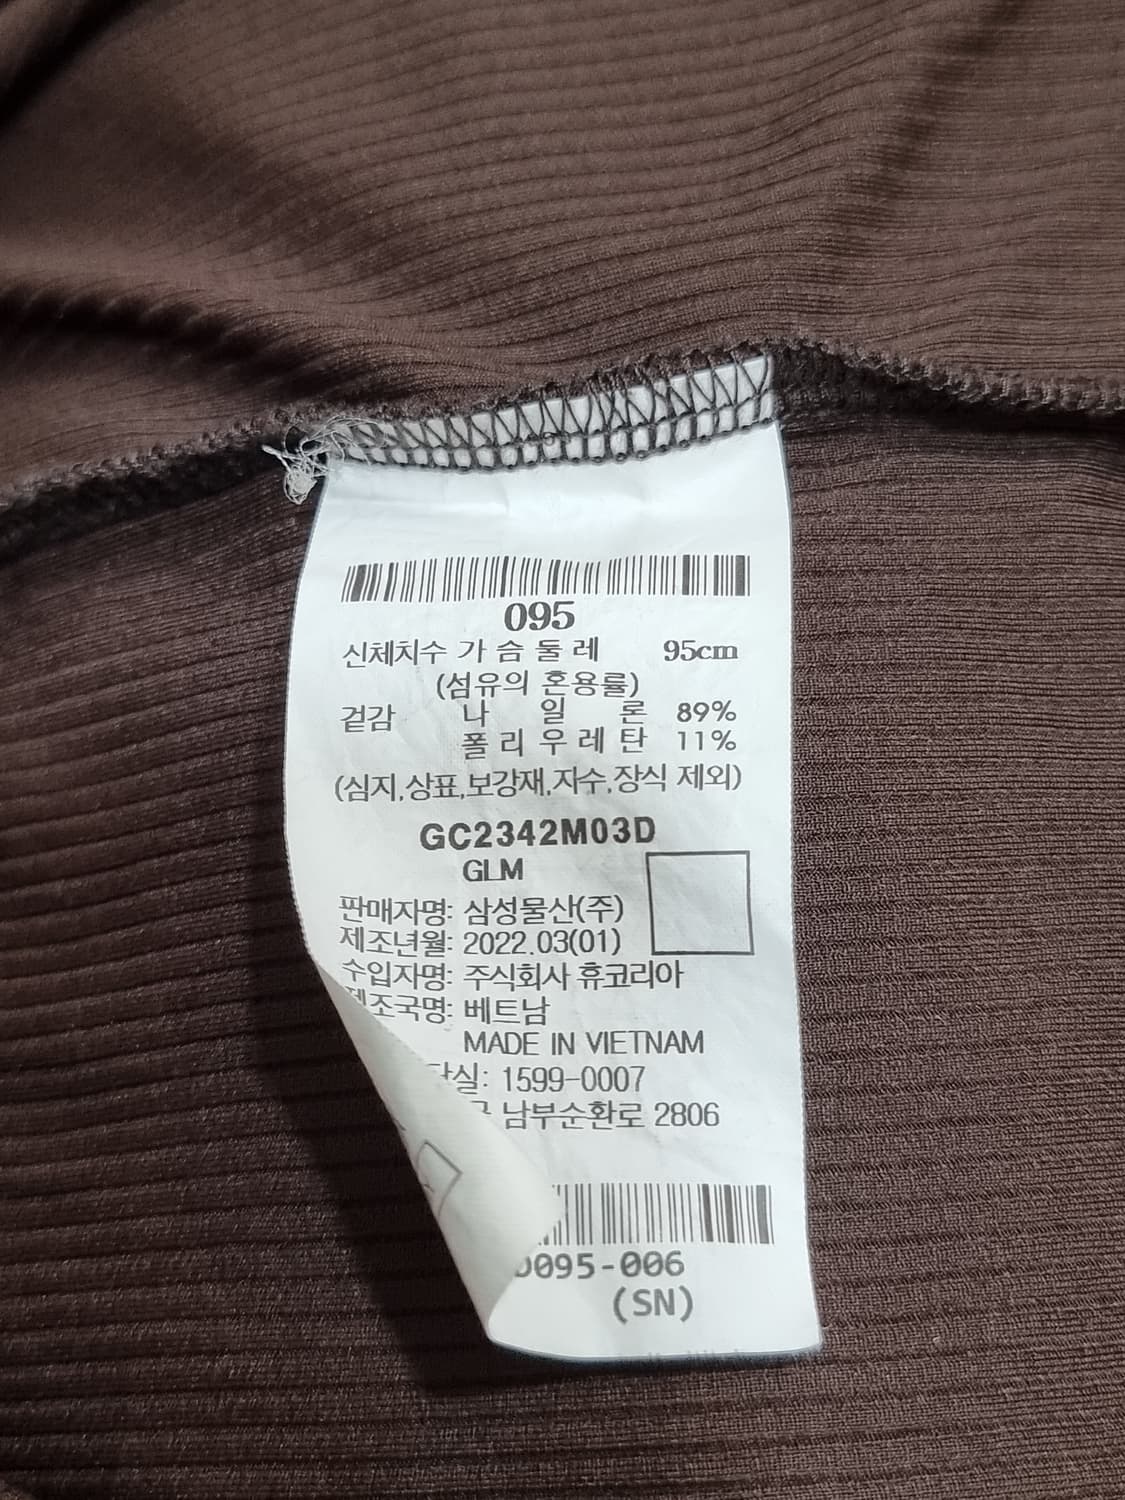 095
신체치수 가 슴 둘 레 95cm
(섬유의 혼용률)
겉감 나 일 론 89%
폴 리 우 레 탄 11%
(심지,상표,보강재,자수,장식 제외)
GC2342M03D
GLM
판매자명: 삼성물산(주)
제조년월: 2022.03(01)
수입자명: 주식회사 휴코리아
제조국명: 베트남
MADE IN VIETNAM
1599-0007
남부순환로 2806
095-006
(SN)